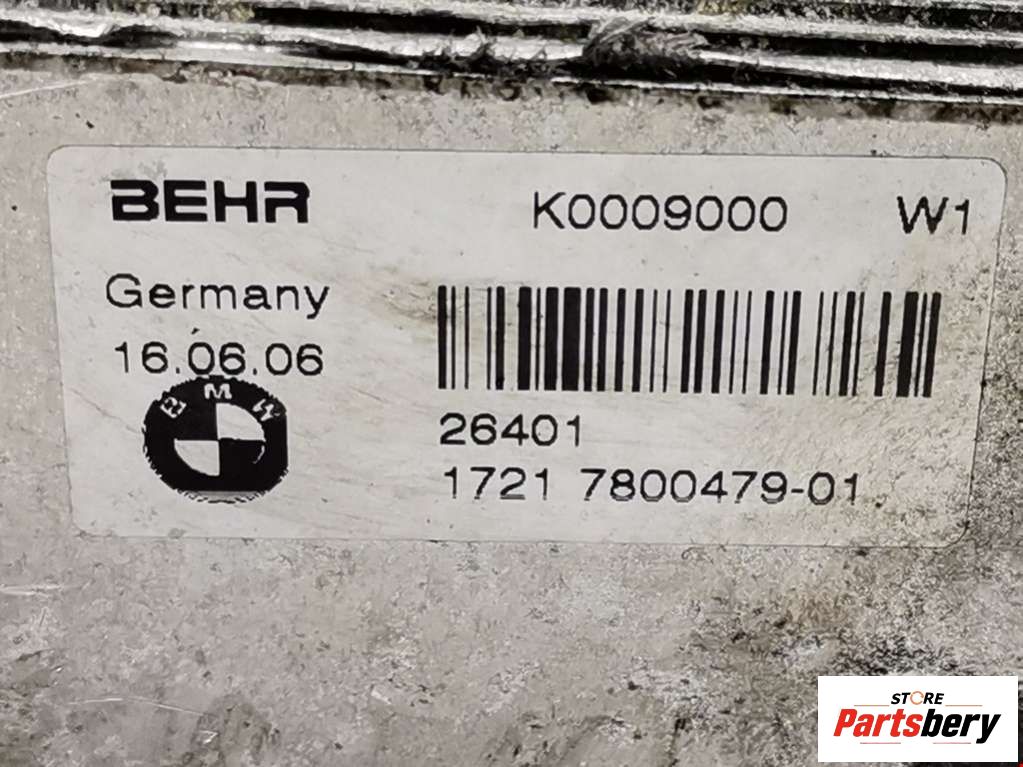 BEHR K0009000 W1
Germany
16.06.06
BMW
26401
1721 7800479-01
STORE
Partsbery